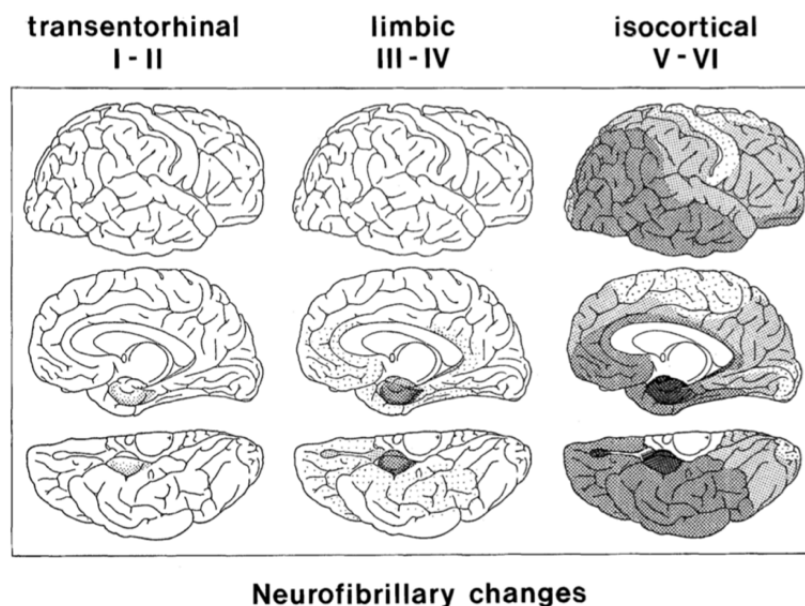 transentorhinal
I - II
limbic
III - IV
isocortical
V - VI
Neurofibrillary changes